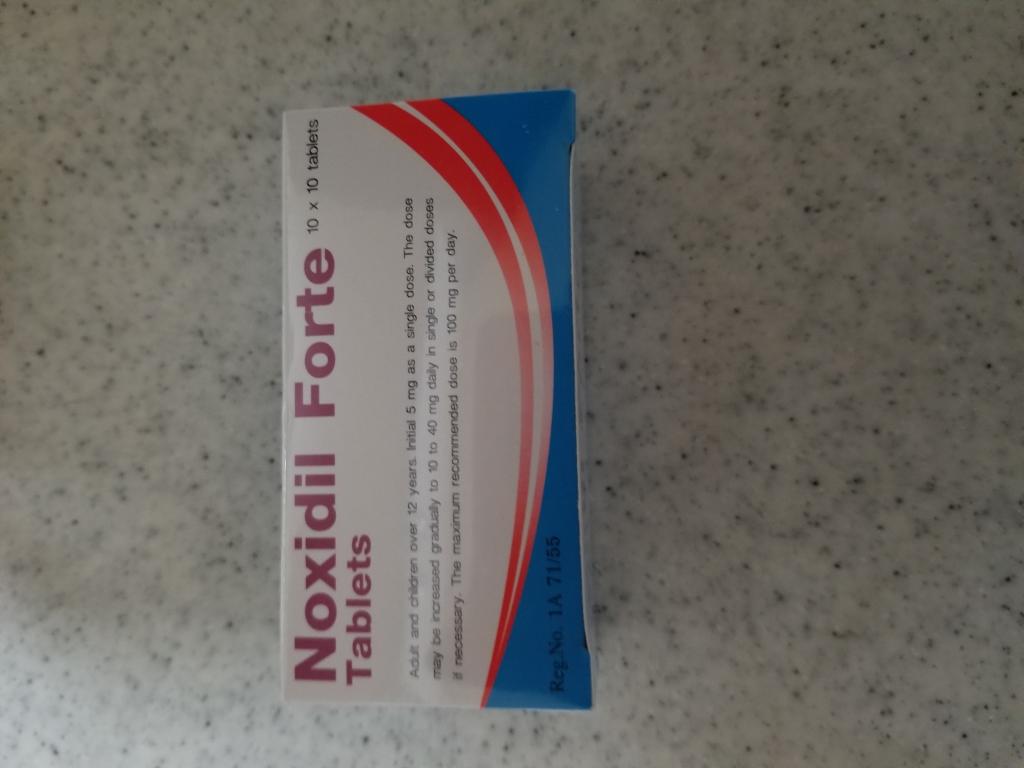 Noxidil Forte 10 x 10 tablets
Tablets
Adult and children over 12 years. Initial 5 mg as a single dose. The dose
may be increased gradually to 10 to 40 mg daily in single or divided doses
if necessary. The maximum recommended dose is 100 mg per day.
Reg.No. 1A 71/55